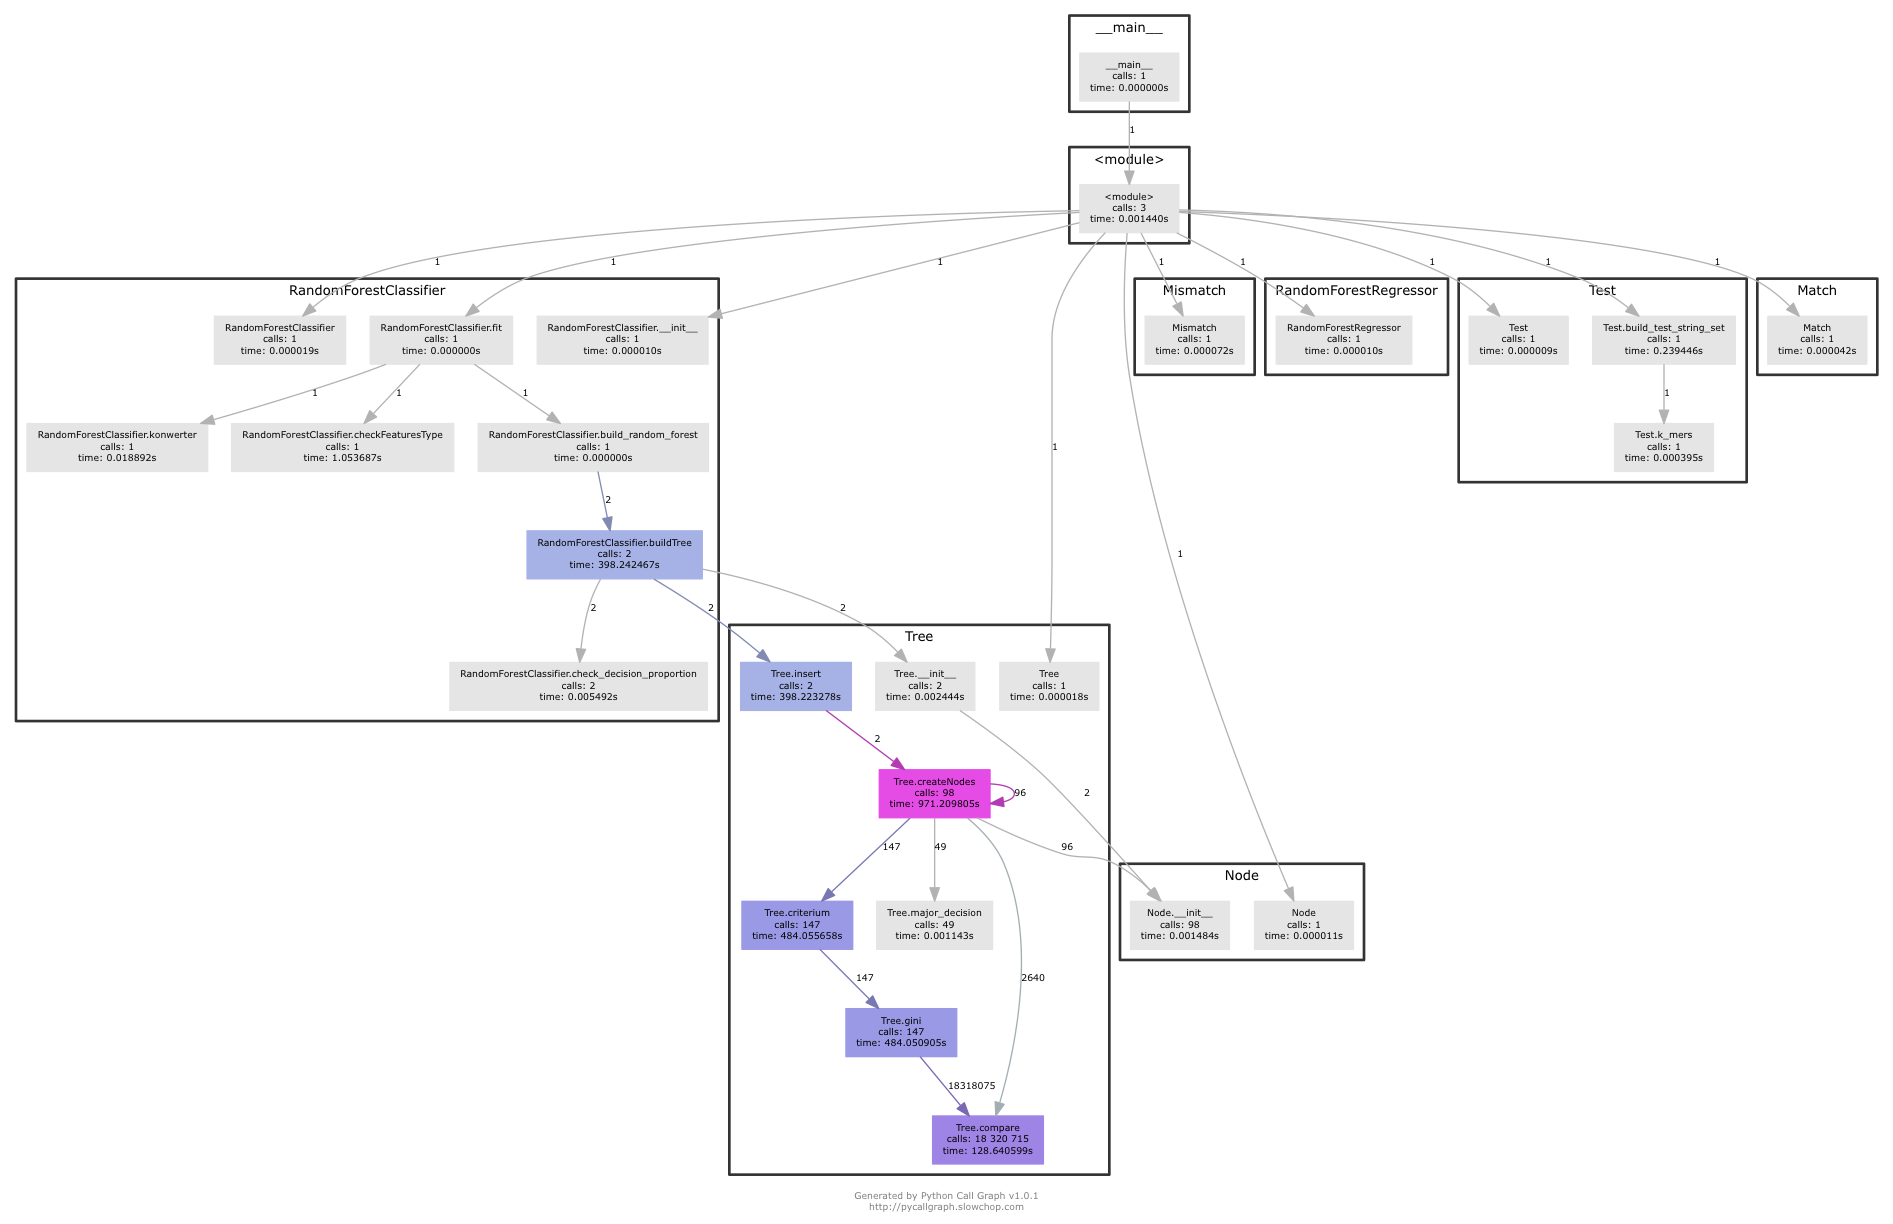 __main__
__main__
calls: 1
time: 0.000000s
1
<module>
<module>
calls: 3
time: 0.001440s
1
1
1
1
1
1
1
1
RandomForestClassifier
RandomForestClassifier
calls: 1
time: 0.000019s
RandomForestClassifier.fit
calls: 1
time: 0.000000s
RandomForestClassifier.__init__
calls: 1
time: 0.000010s
Mismatch
Mismatch
calls: 1
time: 0.000072s
RandomForestRegressor
RandomForestRegressor
calls: 1
time: 0.000010s
Test
Test
calls: 1
time: 0.000009s
Test.build_test_string_set
calls: 1
time: 0.239446s
Match
Match
calls: 1
time: 0.000042s
1
1
1
1
RandomForestClassifier.konwerter
calls: 1
time: 0.018892s
RandomForestClassifier.checkFeaturesType
calls: 1
time: 1.053687s
RandomForestClassifier.build_random_forest
calls: 1
time: 0.000000s
1
Test.k_mers
calls: 1
time: 0.000395s
2
RandomForestClassifier.buildTree
calls: 2
time: 398.242467s
1
2
2
2
RandomForestClassifier.check_decision_proportion
calls: 2
time: 0.005492s
Tree
Tree.insert
calls: 2
time: 398.223278s
Tree.__init__
calls: 2
time: 0.002444s
Tree
calls: 1
time: 0.000018s
2
Tree.createNodes
calls: 98
time: 971.209805s
96
2
147
49
96
Node
Tree.criterium
calls: 147
time: 484.055658s
Tree.major_decision
calls: 49
time: 0.001143s
Node.__init__
calls: 98
time: 0.001484s
Node
calls: 1
time: 0.000011s
147
2640
Tree.gini
calls: 147
time: 484.050905s
18318075
Tree.compare
calls: 18 320 715
time: 128.640599s
Generated by Python Call Graph v1.0.1
http://pycallgraph.slowchop.com